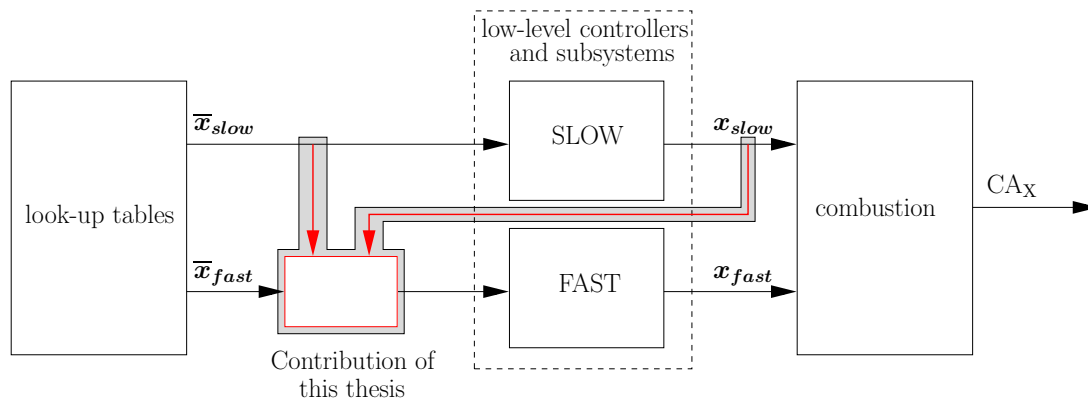 low-level controllers
and subsystems
x̅slow
SLOW
xslow
look-up tables
combustion
CAX
x̅fast
FAST
xfast
Contribution of
this thesis